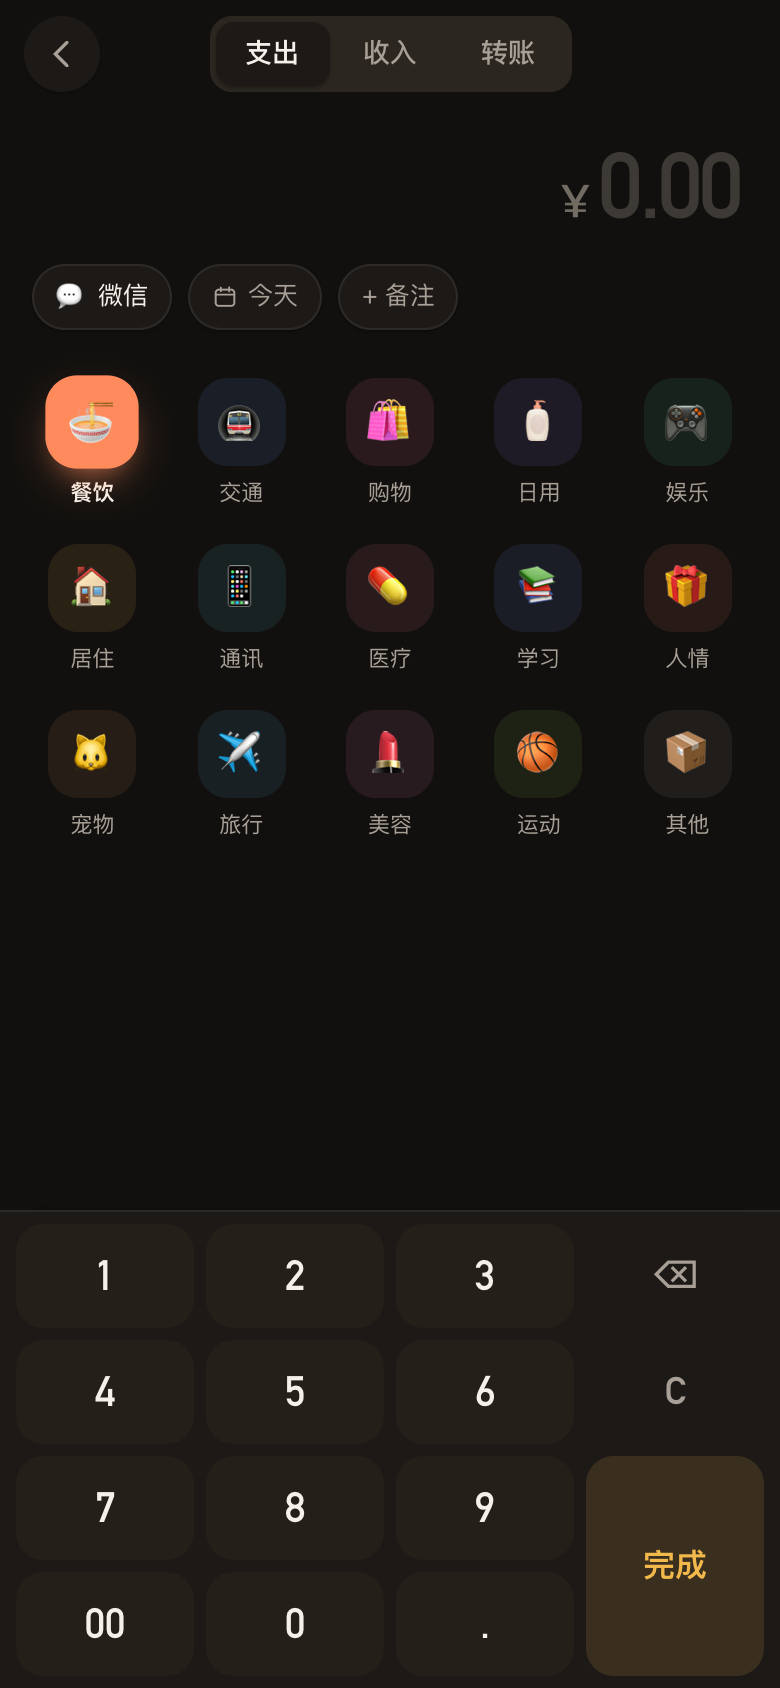 支出 收入 转账
¥0.00
微信 今天 + 备注
餐饮 交通 购物 日用 娱乐
居住 通讯 医疗 学习 人情
宠物 旅行 美容 运动 其他
1 2 3
4 5 6 C
7 8 9
完成
00 0 .